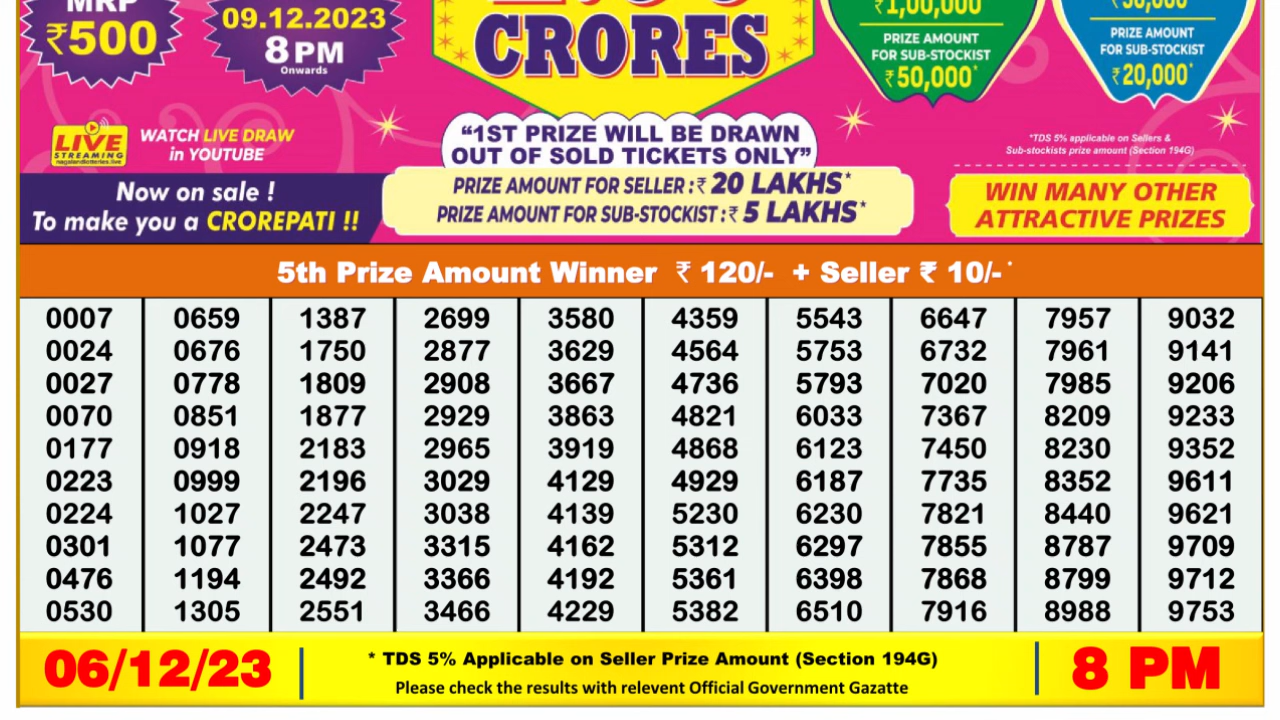 MRP
₹500
09.12.2023
8 PM
Onwards
CRORES
₹1,00,000
PRIZE AMOUNT
FOR SUB-STOCKIST
₹50,000*
PRIZE AMOUNT
FOR SUB-STOCKIST
₹20,000*
LIVE
STREAMING
nagalandlotteries.live
WATCH LIVE DRAW
in YOUTUBE
“1ST PRIZE WILL BE DRAWN
OUT OF SOLD TICKETS ONLY”
*TDS 5% applicable on Sellers &
Sub-stockists prize amount (Section 194G)
Now on sale !
To make you a CROREPATI !!
PRIZE AMOUNT FOR SELLER :₹ 20 LAKHS*
PRIZE AMOUNT FOR SUB-STOCKIST :₹ 5 LAKHS*
WIN MANY OTHER
ATTRACTIVE PRIZES
5th Prize Amount Winner ₹ 120/- + Seller ₹ 10/-*
0007 0659 1387 2699 3580 4359 5543 6647 7957 9032
0024 0676 1750 2877 3629 4564 5753 6732 7961 9141
0027 0778 1809 2908 3667 4736 5793 7020 7985 9206
0070 0851 1877 2929 3863 4821 6033 7367 8209 9233
0177 0918 2183 2965 3919 4868 6123 7450 8230 9352
0223 0999 2196 3029 4129 4929 6187 7735 8352 9611
0224 1027 2247 3038 4139 5230 6230 7821 8440 9621
0301 1077 2473 3315 4162 5312 6297 7855 8787 9709
0476 1194 2492 3366 4192 5361 6398 7868 8799 9712
0530 1305 2551 3466 4229 5382 6510 7916 8988 9753
06/12/23
* TDS 5% Applicable on Seller Prize Amount (Section 194G)
Please check the results with relevent Official Government Gazatte
8 PM